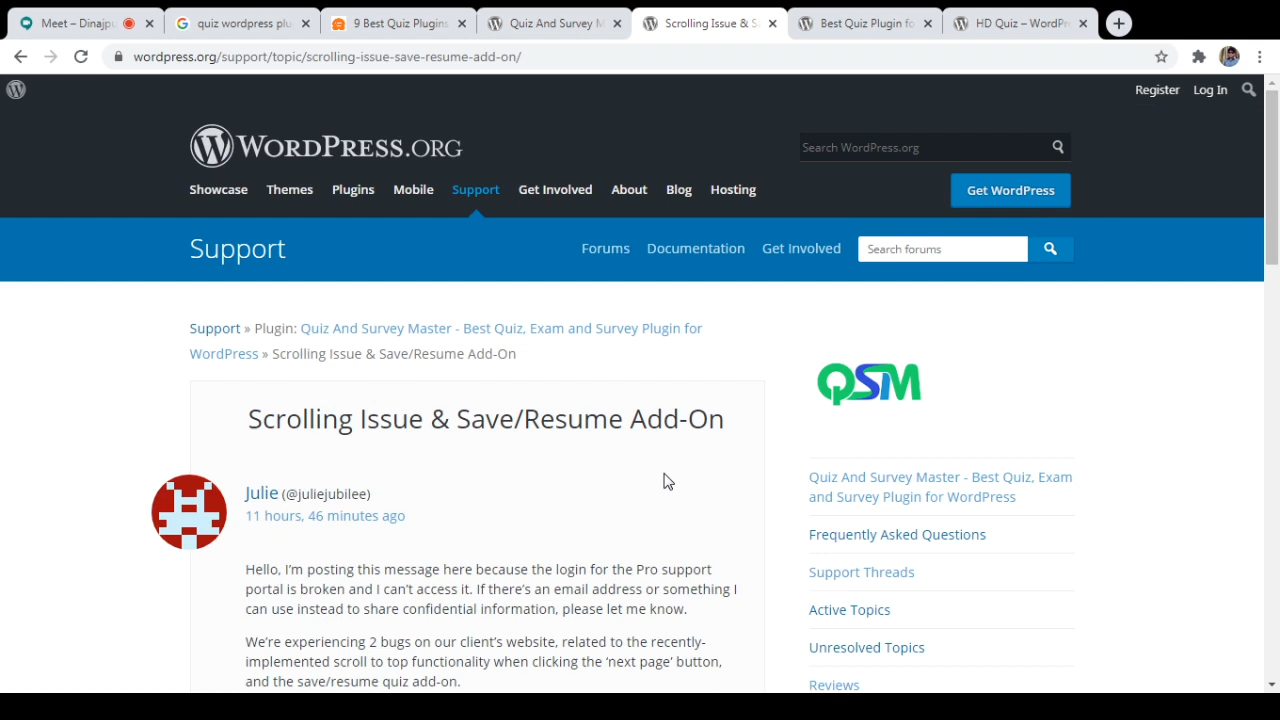 Meet – Dinajpu
quiz wordpress plu
9 Best Quiz Plugins
Quiz And Survey M
Scrolling Issue & S
Best Quiz Plugin fo
HD Quiz – WordPr
wordpress.org/support/topic/scrolling-issue-save-resume-add-on/
Register Log In
WORDPRESS.ORG
Search WordPress.org
Showcase Themes Plugins Mobile Support Get Involved About Blog Hosting
Get WordPress
Support
Forums Documentation Get Involved
Search forums
Support » Plugin: Quiz And Survey Master - Best Quiz, Exam and Survey Plugin for
WordPress » Scrolling Issue & Save/Resume Add-On
QSM
Scrolling Issue & Save/Resume Add-On
Julie (@juliejubilee)
11 hours, 46 minutes ago
Hello, I’m posting this message here because the login for the Pro support
portal is broken and I can’t access it. If there’s an email address or something I
can use instead to share confidential information, please let me know.
We’re experiencing 2 bugs on our client’s website, related to the recently-
implemented scroll to top functionality when clicking the ‘next page’ button,
and the save/resume quiz add-on.
Quiz And Survey Master - Best Quiz, Exam
and Survey Plugin for WordPress
Frequently Asked Questions
Support Threads
Active Topics
Unresolved Topics
Reviews